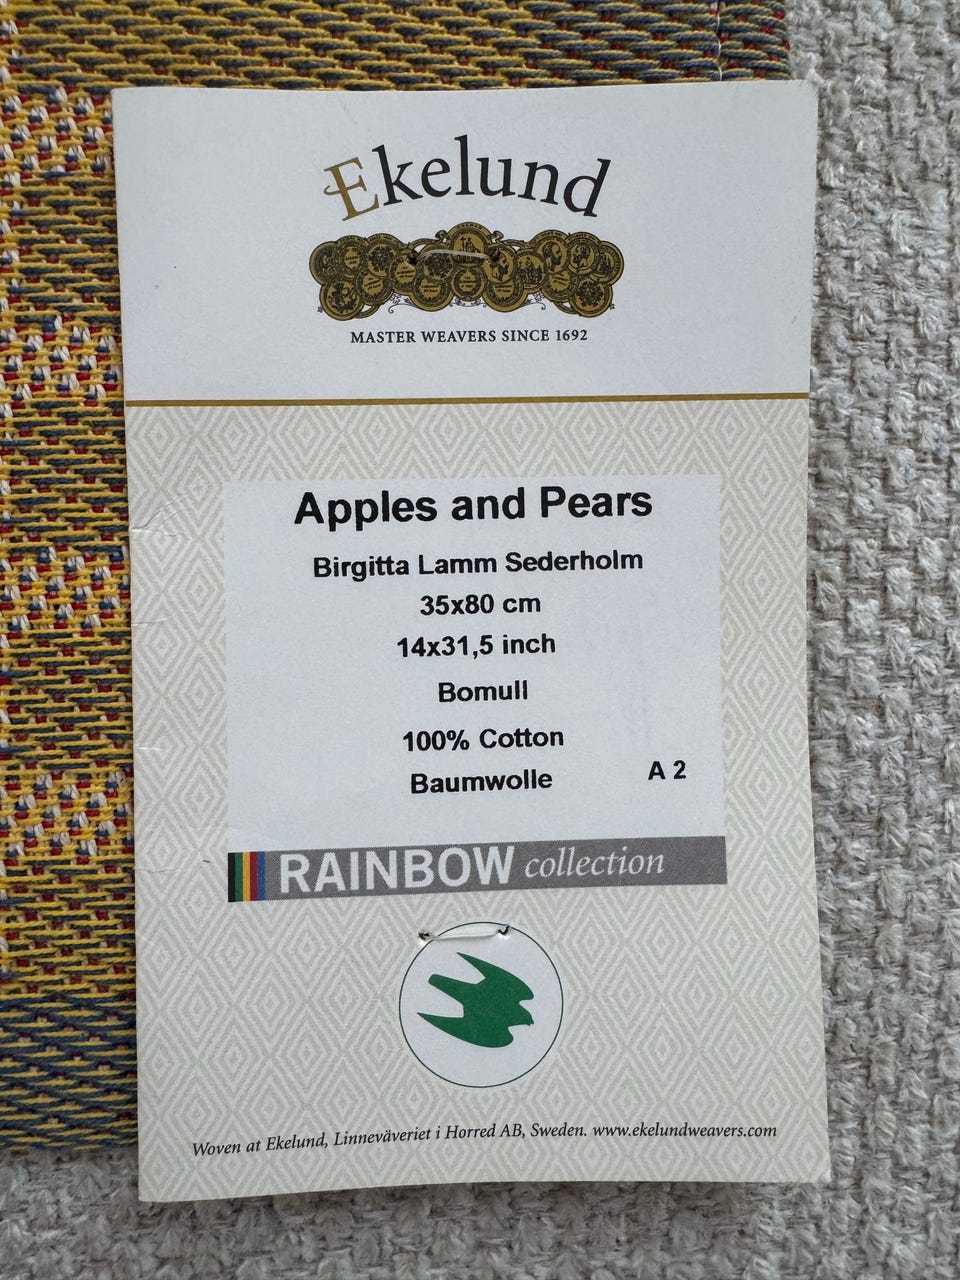 Ekelund
MASTER WEAVERS SINCE 1692
Apples and Pears
Birgitta Lamm Sederholm
35x80 cm
14x31,5 inch
Bomull
100% Cotton
Baumwolle
A 2
RAINBOW collection
Woven at Ekelund, Linneväveriet i Horred AB, Sweden. www.ekelundweavers.com